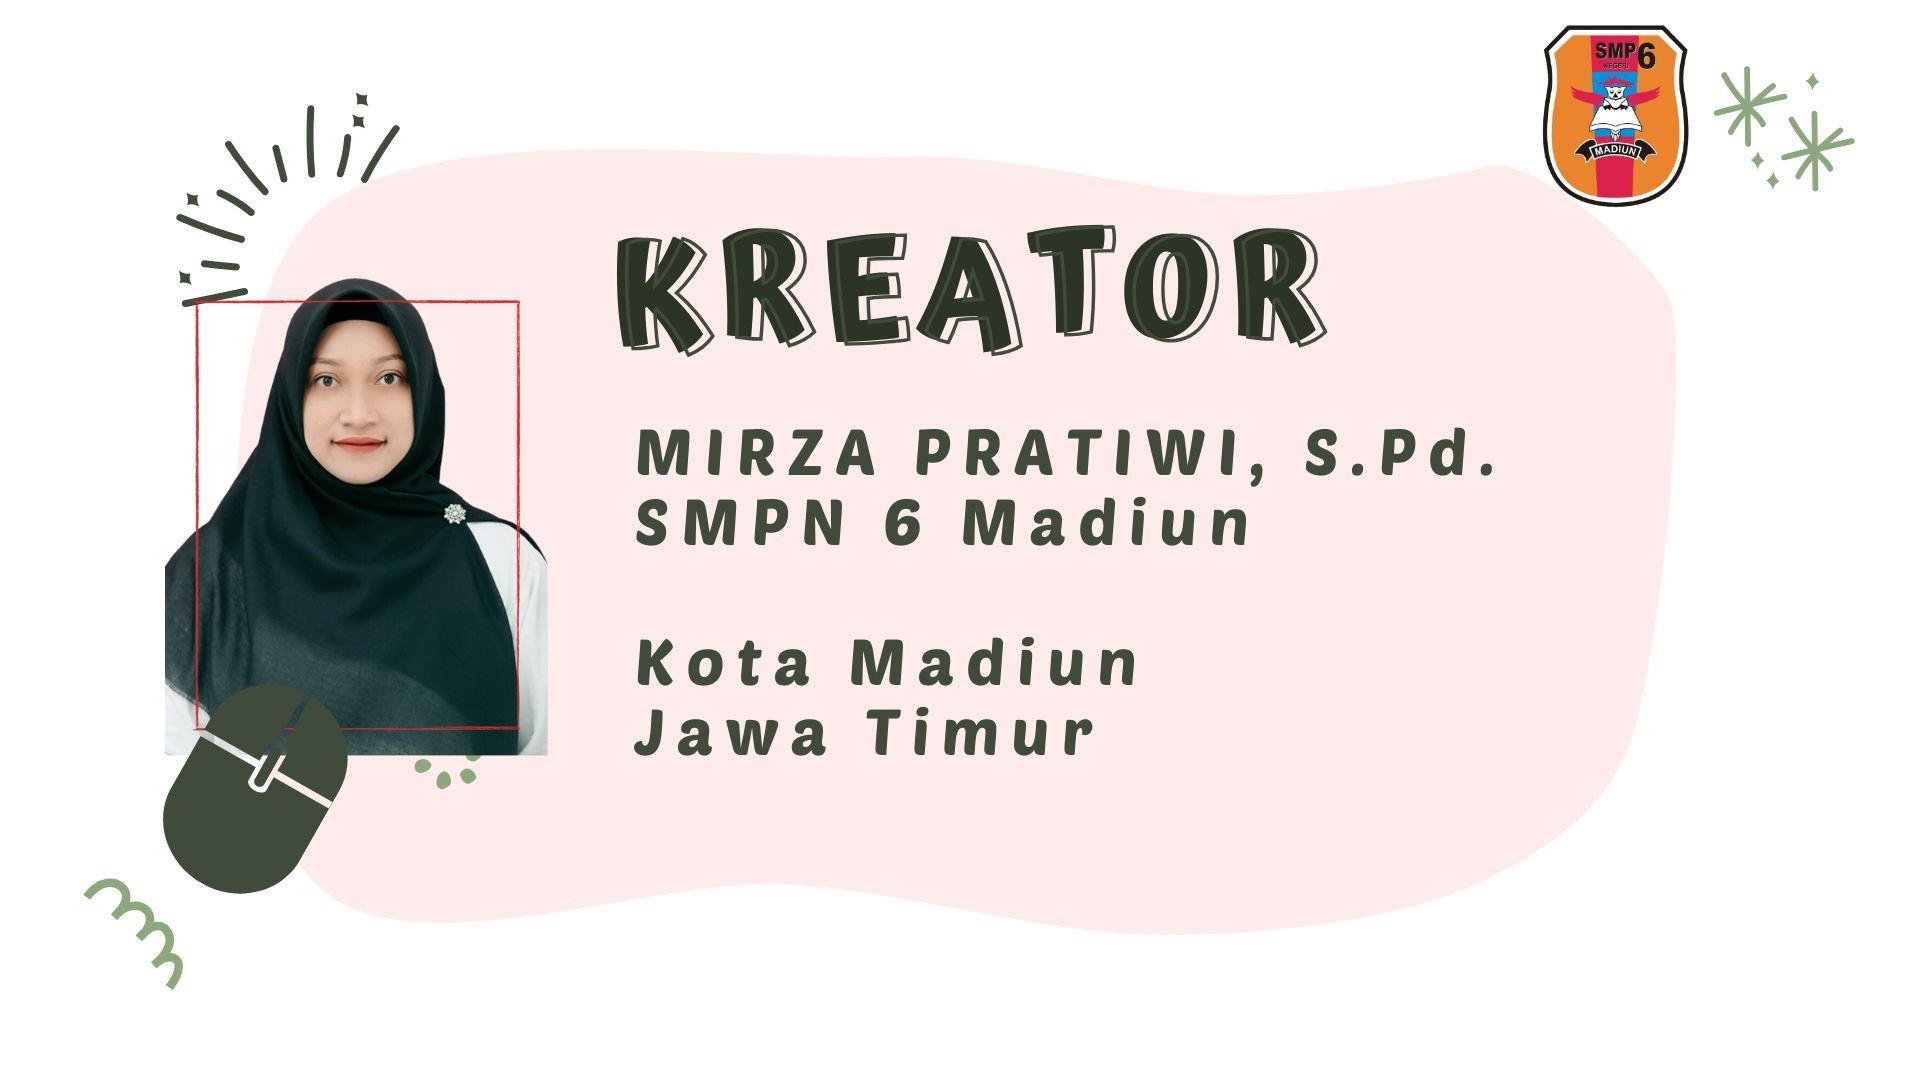 SMP 6
NEGERI
MADIUN
KREATOR
MIRZA PRATIWI, S.Pd.
SMPN 6 Madiun
Kota Madiun
Jawa Timur